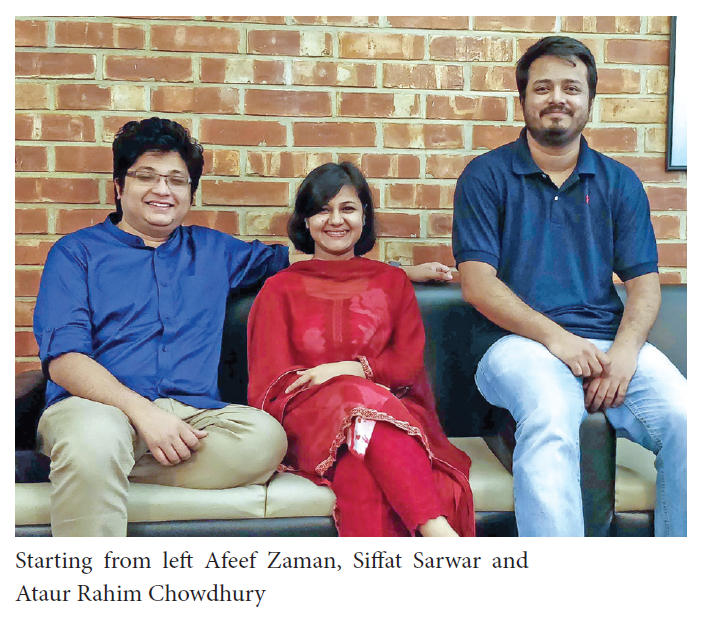 Starting from left Afeef Zaman, Siffat Sarwar and
Ataur Rahim Chowdhury